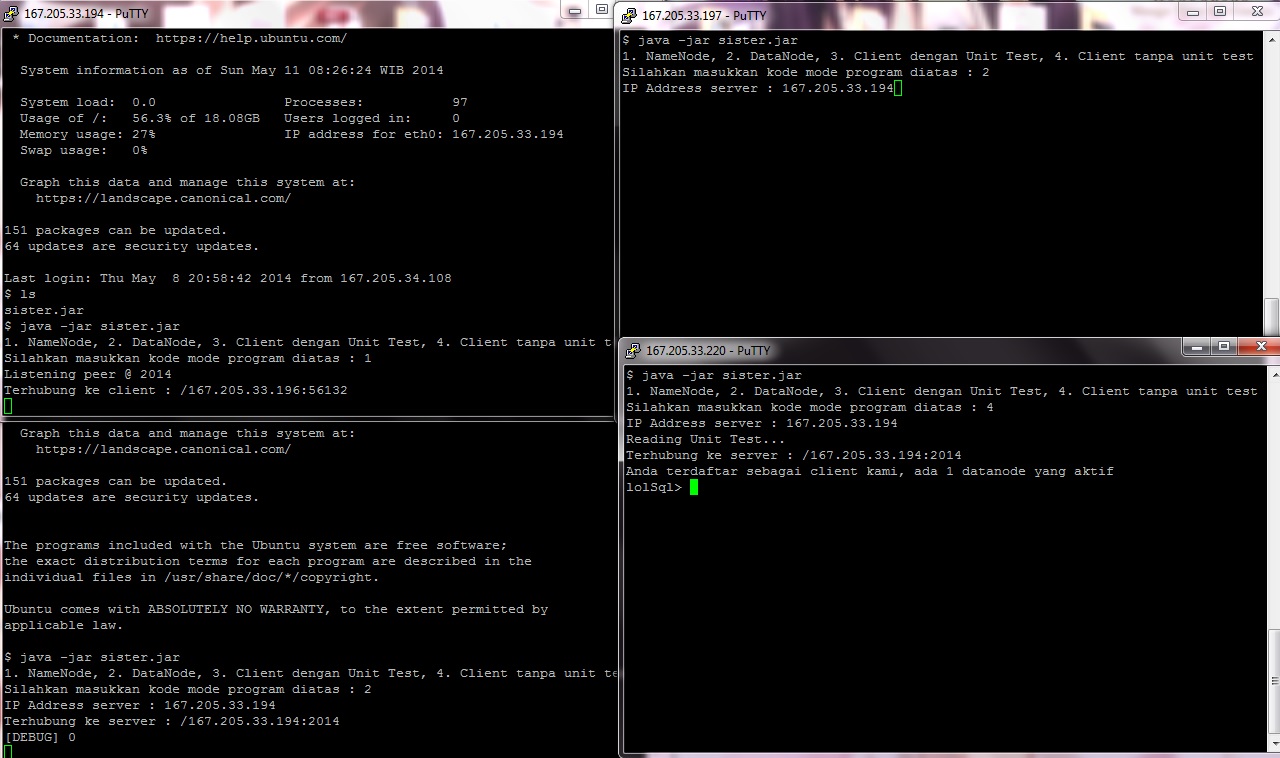 167.205.33.194 - PuTTY
* Documentation:  https://help.ubuntu.com/
System information as of Sun May 11 08:26:24 WIB 2014
System load:  0.0                Processes:           97
Usage of /:   56.3% of 18.08GB   Users logged in:     0
Memory usage: 27%                IP address for eth0: 167.205.33.194
Swap usage:   0%
Graph this data and manage this system at:
https://landscape.canonical.com/
151 packages can be updated.
64 updates are security updates.
Last login: Thu May  8 20:58:42 2014 from 167.205.34.108
$ ls
sister.jar
$ java -jar sister.jar
1. NameNode, 2. DataNode, 3. Client dengan Unit Test, 4. Client tanpa unit t
Silahkan masukkan kode mode program diatas : 1
Listening peer @ 2014
Terhubung ke client : /167.205.33.196:56132
Graph this data and manage this system at:
https://landscape.canonical.com/
151 packages can be updated.
64 updates are security updates.
The programs included with the Ubuntu system are free software;
the exact distribution terms for each program are described in the
individual files in /usr/share/doc/*/copyright.
Ubuntu comes with ABSOLUTELY NO WARRANTY, to the extent permitted by
applicable law.
$ java -jar sister.jar
1. NameNode, 2. DataNode, 3. Client dengan Unit Test, 4. Client tanpa unit te
Silahkan masukkan kode mode program diatas : 2
IP Address server : 167.205.33.194
Terhubung ke server : /167.205.33.194:2014
[DEBUG] 0
167.205.33.197 - PuTTY
$ java -jar sister.jar
1. NameNode, 2. DataNode, 3. Client dengan Unit Test, 4. Client tanpa unit test
Silahkan masukkan kode mode program diatas : 2
IP Address server : 167.205.33.194
167.205.33.220 - PuTTY
$ java -jar sister.jar
1. NameNode, 2. DataNode, 3. Client dengan Unit Test, 4. Client tanpa unit test
Silahkan masukkan kode mode program diatas : 4
IP Address server : 167.205.33.194
Reading Unit Test...
Terhubung ke server : /167.205.33.194:2014
Anda terdaftar sebagai client kami, ada 1 datanode yang aktif
lolSql>